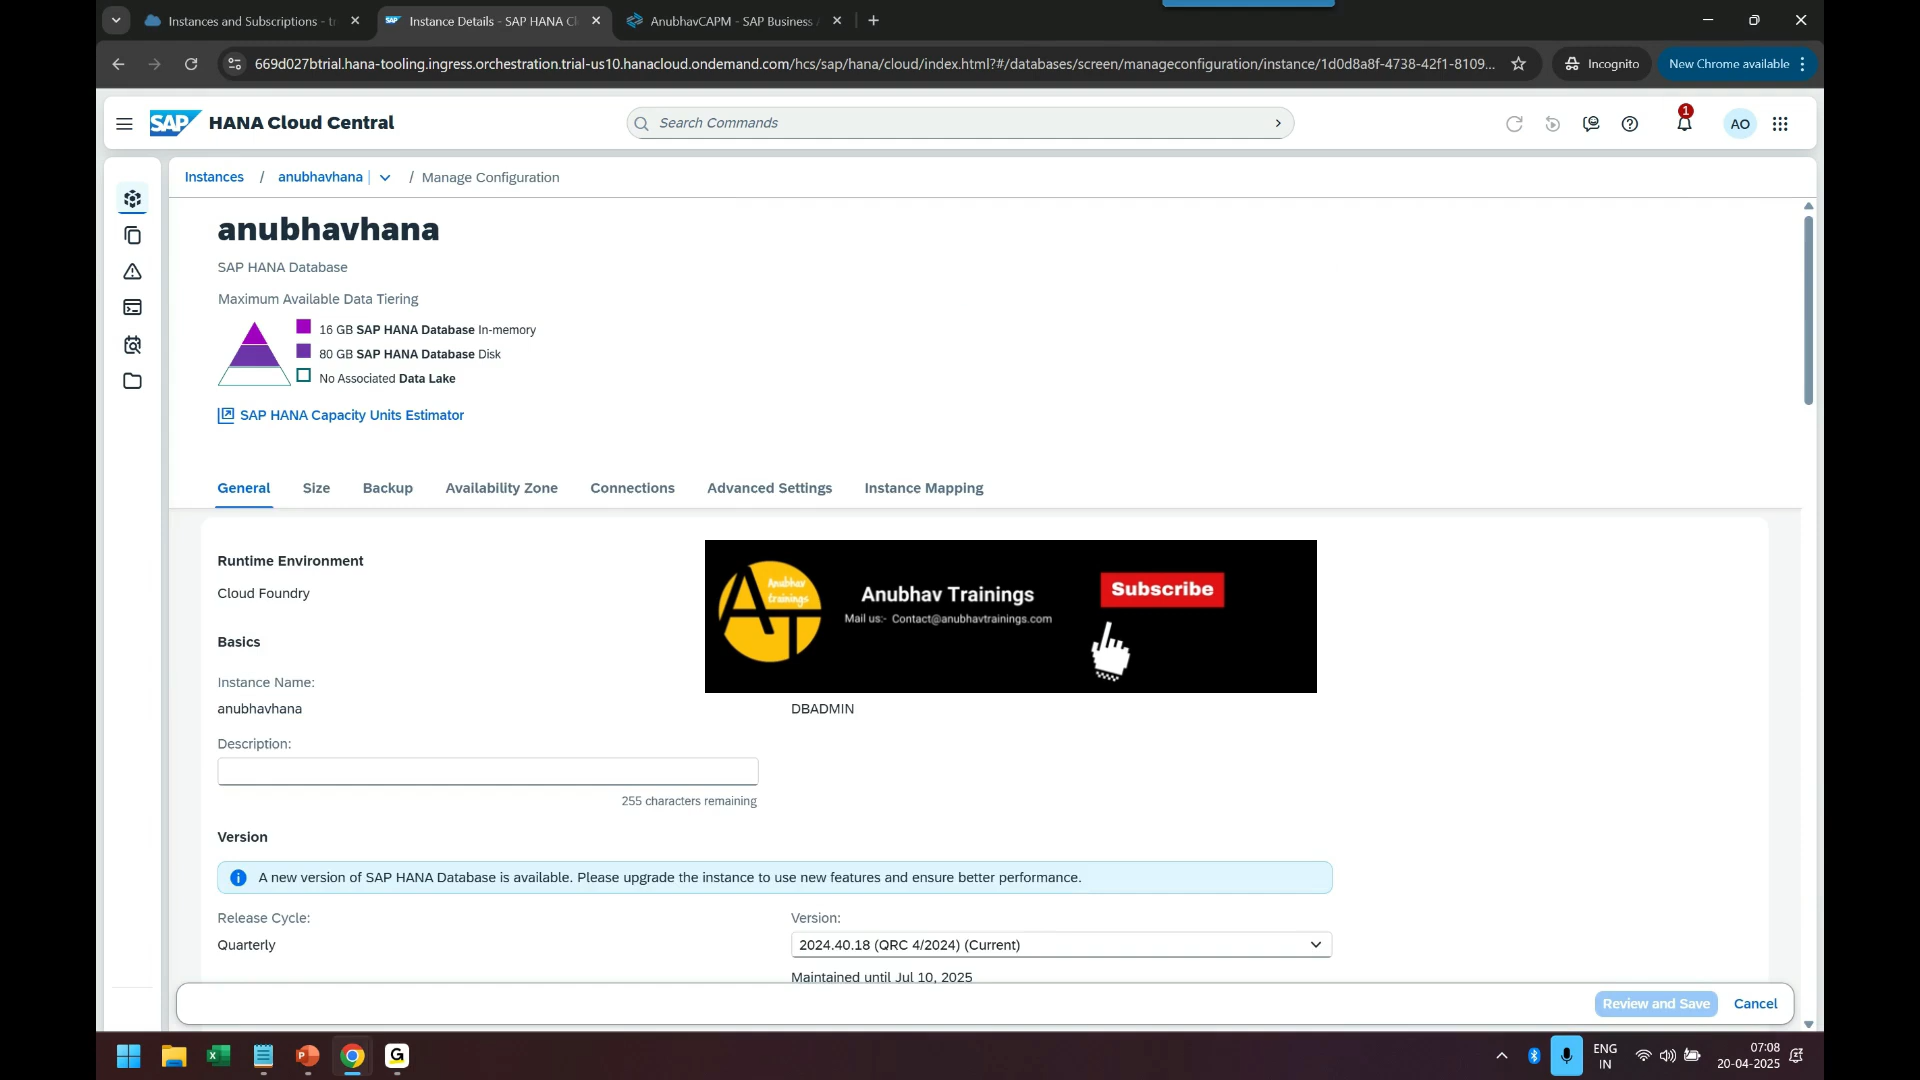 Instances and Subscriptions - tr
Instance Details - SAP HANA Cl
AnubhavCAPM - SAP Business A
669d027btrial.hana-tooling.ingress.orchestration.trial-us10.hanacloud.ondemand.com/hcs/sap/hana/cloud/index.html?#/databases/screen/manageconfiguration/instance/1d0d8a8f-4738-42f1-8109...
Incognito
New Chrome available
SAP
HANA Cloud Central
Search Commands
1
AO
Instances / anubhavhana / Manage Configuration
anubhavhana
SAP HANA Database
Maximum Available Data Tiering
16 GB SAP HANA Database In-memory
80 GB SAP HANA Database Disk
No Associated Data Lake
SAP HANA Capacity Units Estimator
General
Size
Backup
Availability Zone
Connections
Advanced Settings
Instance Mapping
Runtime Environment
Cloud Foundry
Anubhav
trainings
Anubhav Trainings
Mail us:- Contact@anubhavtrainings.com
Subscribe
Basics
Instance Name:
anubhavhana
DBADMIN
Description:
255 characters remaining
Version
A new version of SAP HANA Database is available. Please upgrade the instance to use new features and ensure better performance.
Release Cycle:
Version:
Quarterly
2024.40.18 (QRC 4/2024) (Current)
Maintained until Jul 10, 2025
Review and Save
Cancel
ENG
IN
07:08
20-04-2025